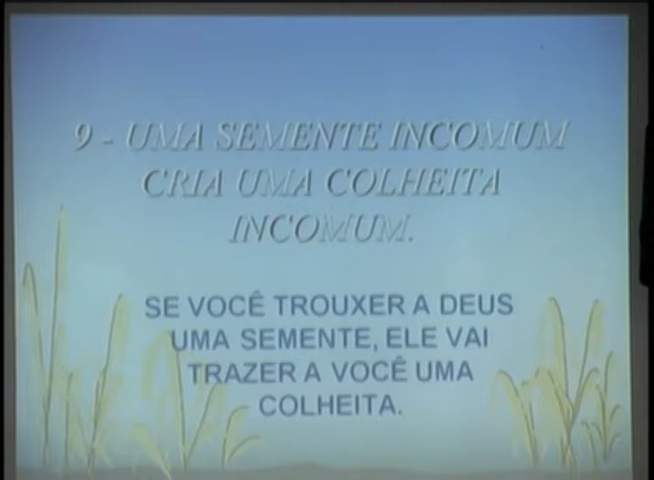 9 - UMA SEMENTE INCOMUM
CRIA UMA COLHEITA
INCOMUM.
SE VOCÊ TROUXER A DEUS
UMA SEMENTE, ELE VAI
TRAZER A VOCÊ UMA
COLHEITA.